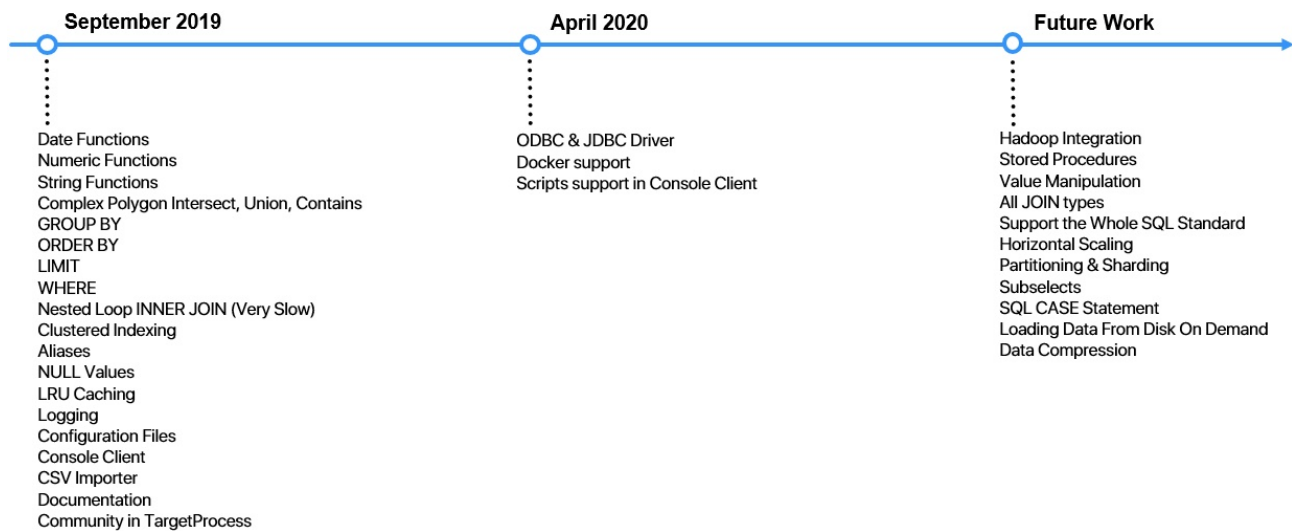 September 2019
Date Functions
Numeric Functions
String Functions
Complex Polygon Intersect, Union, Contains
GROUP BY
ORDER BY
LIMIT
WHERE
Nested Loop INNER JOIN (Very Slow)
Clustered Indexing
Aliases
NULL Values
LRU Caching
Logging
Configuration Files
Console Client
CSV Importer
Documentation
Community in TargetProcess
April 2020
ODBC & JDBC Driver
Docker support
Scripts support in Console Client
Future Work
Hadoop Integration
Stored Procedures
Value Manipulation
All JOIN types
Support the Whole SQL Standard
Horizontal Scaling
Partitioning & Sharding
Subselects
SQL CASE Statement
Loading Data From Disk On Demand
Data Compression